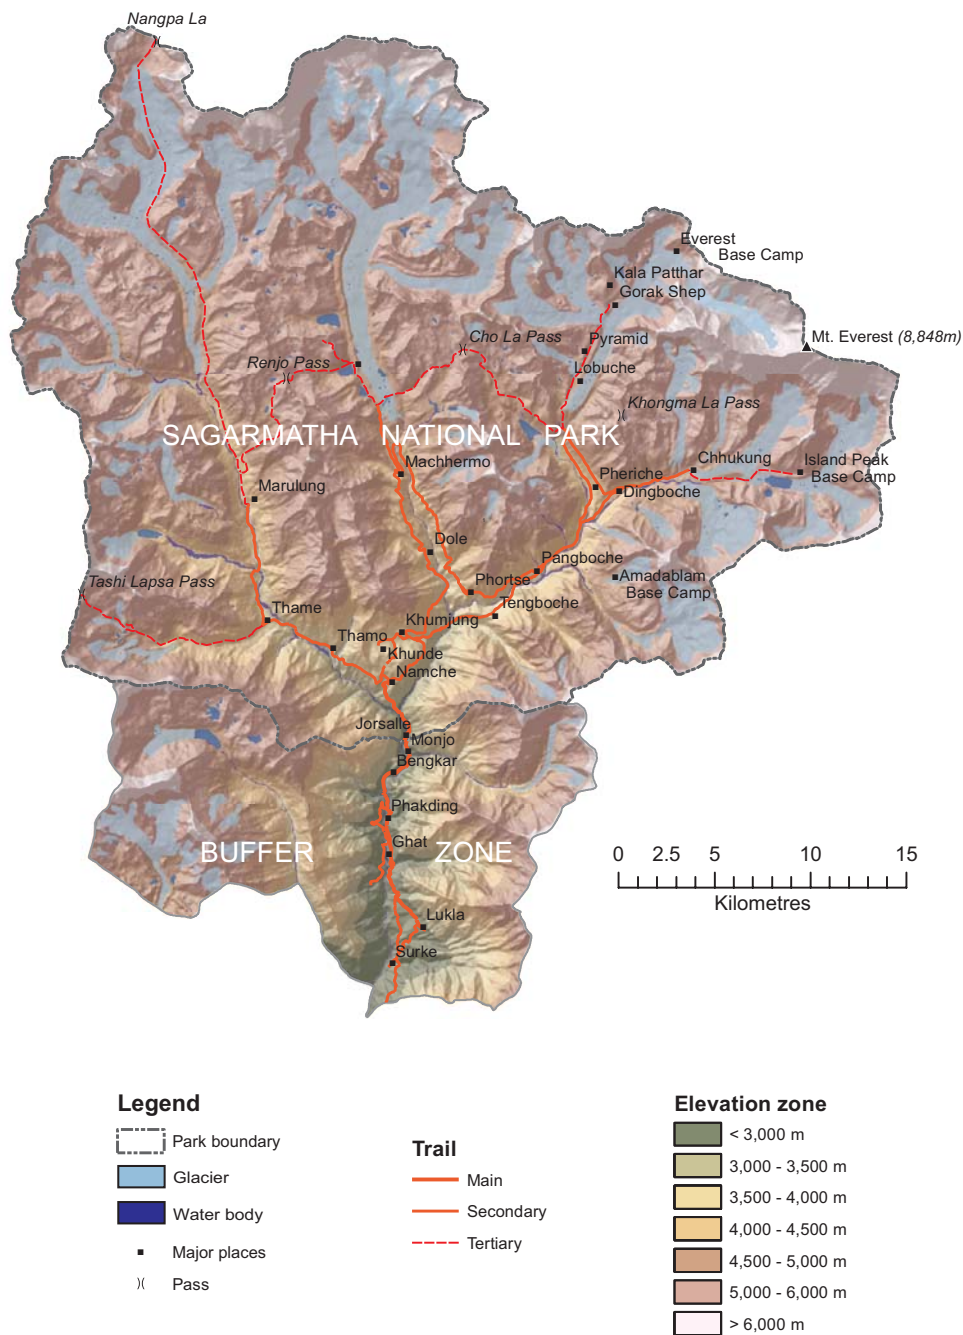 Nangpa La
Everest
Base Camp
Kala Patthar
Gorak Shep
Mt. Everest (8,848m)
Cho La Pass
Pyramid
Renjo Pass
Lobuche
Khongma La Pass
SAGARMATHA NATIONAL PARK
Machhermo
Chhukung
Island Peak
Base Camp
Pheriche
Marulung
Dingboche
Dole
Pangboche
Tashi Lapsa Pass
Phortse
Amadablam
Base Camp
Thame
Tengboche
Khumjung
Thamo
Khunde
Namche
Jorsalle
Monjo
Bengkar
Phakding
Ghat
BUFFER ZONE
0 2.5 5 10 15
Kilometres
Lukla
Surke
Legend
Park boundary
Glacier
Water body
Major places
Pass
Trail
Main
Secondary
Tertiary
Elevation zone
< 3,000 m
3,000 - 3,500 m
3,500 - 4,000 m
4,000 - 4,500 m
4,500 - 5,000 m
5,000 - 6,000 m
> 6,000 m